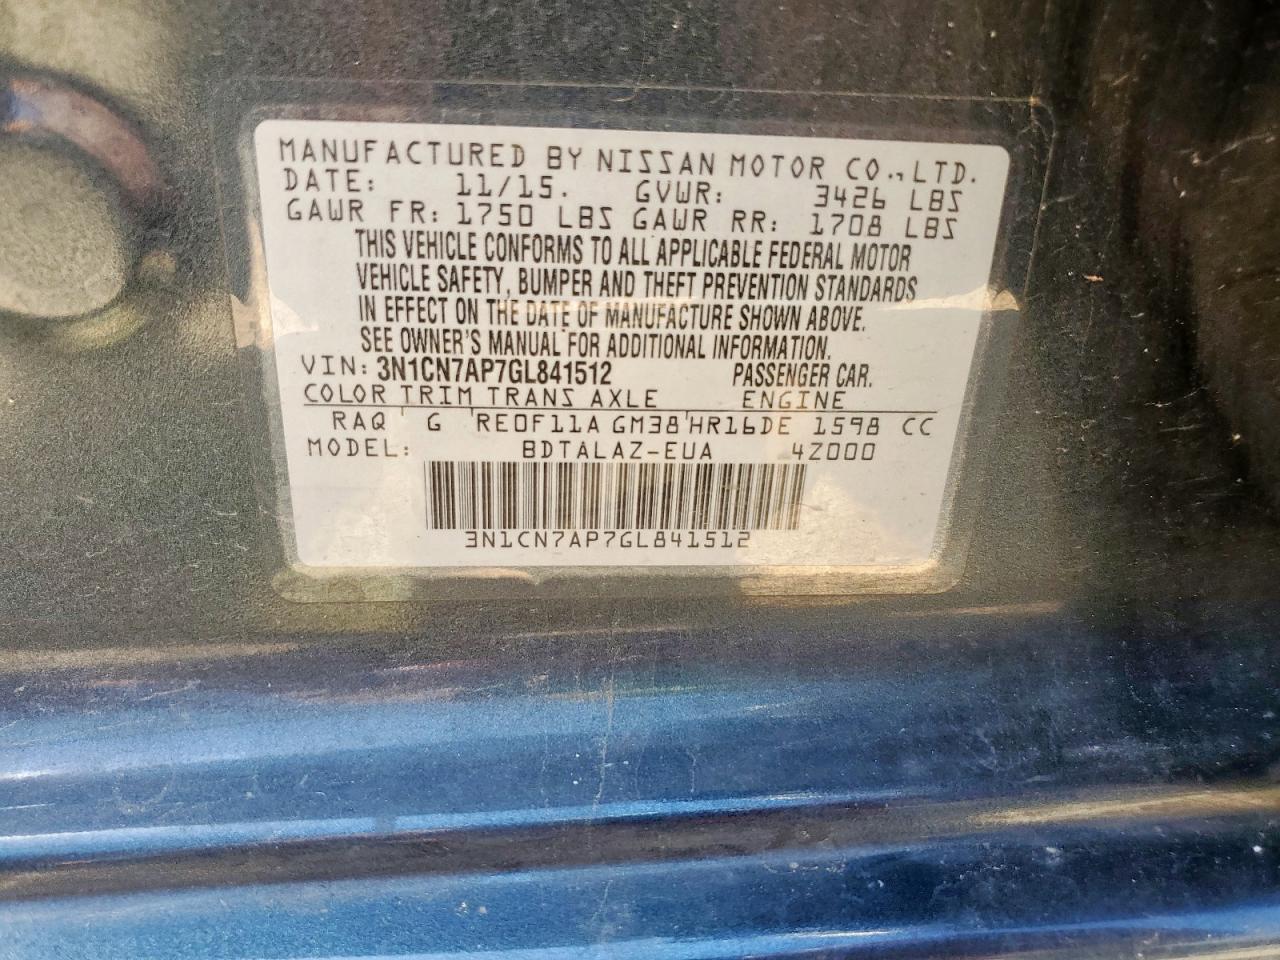 MANUFACTURED BY NISSAN MOTOR CO., LTD.
DATE: 11/15. GVWR: 3426 LBS
GAWR FR: 1750 LBS GAWR RR: 1708 LBS
THIS VEHICLE CONFORMS TO ALL APPLICABLE FEDERAL MOTOR
VEHICLE SAFETY, BUMPER AND THEFT PREVENTION STANDARDS
IN EFFECT ON THE DATE OF MANUFACTURE SHOWN ABOVE.
SEE OWNER'S MANUAL FOR ADDITIONAL INFORMATION.
VIN: 3N1CN7AP7GL841512 PASSENGER CAR.
COLOR TRIM TRANS AXLE ENGINE
RAQ G RE0F11A GM38 HR16DE 1598 CC
MODEL: BDTALAZ-EUA 4Z000
3N1CN7AP7GL841512